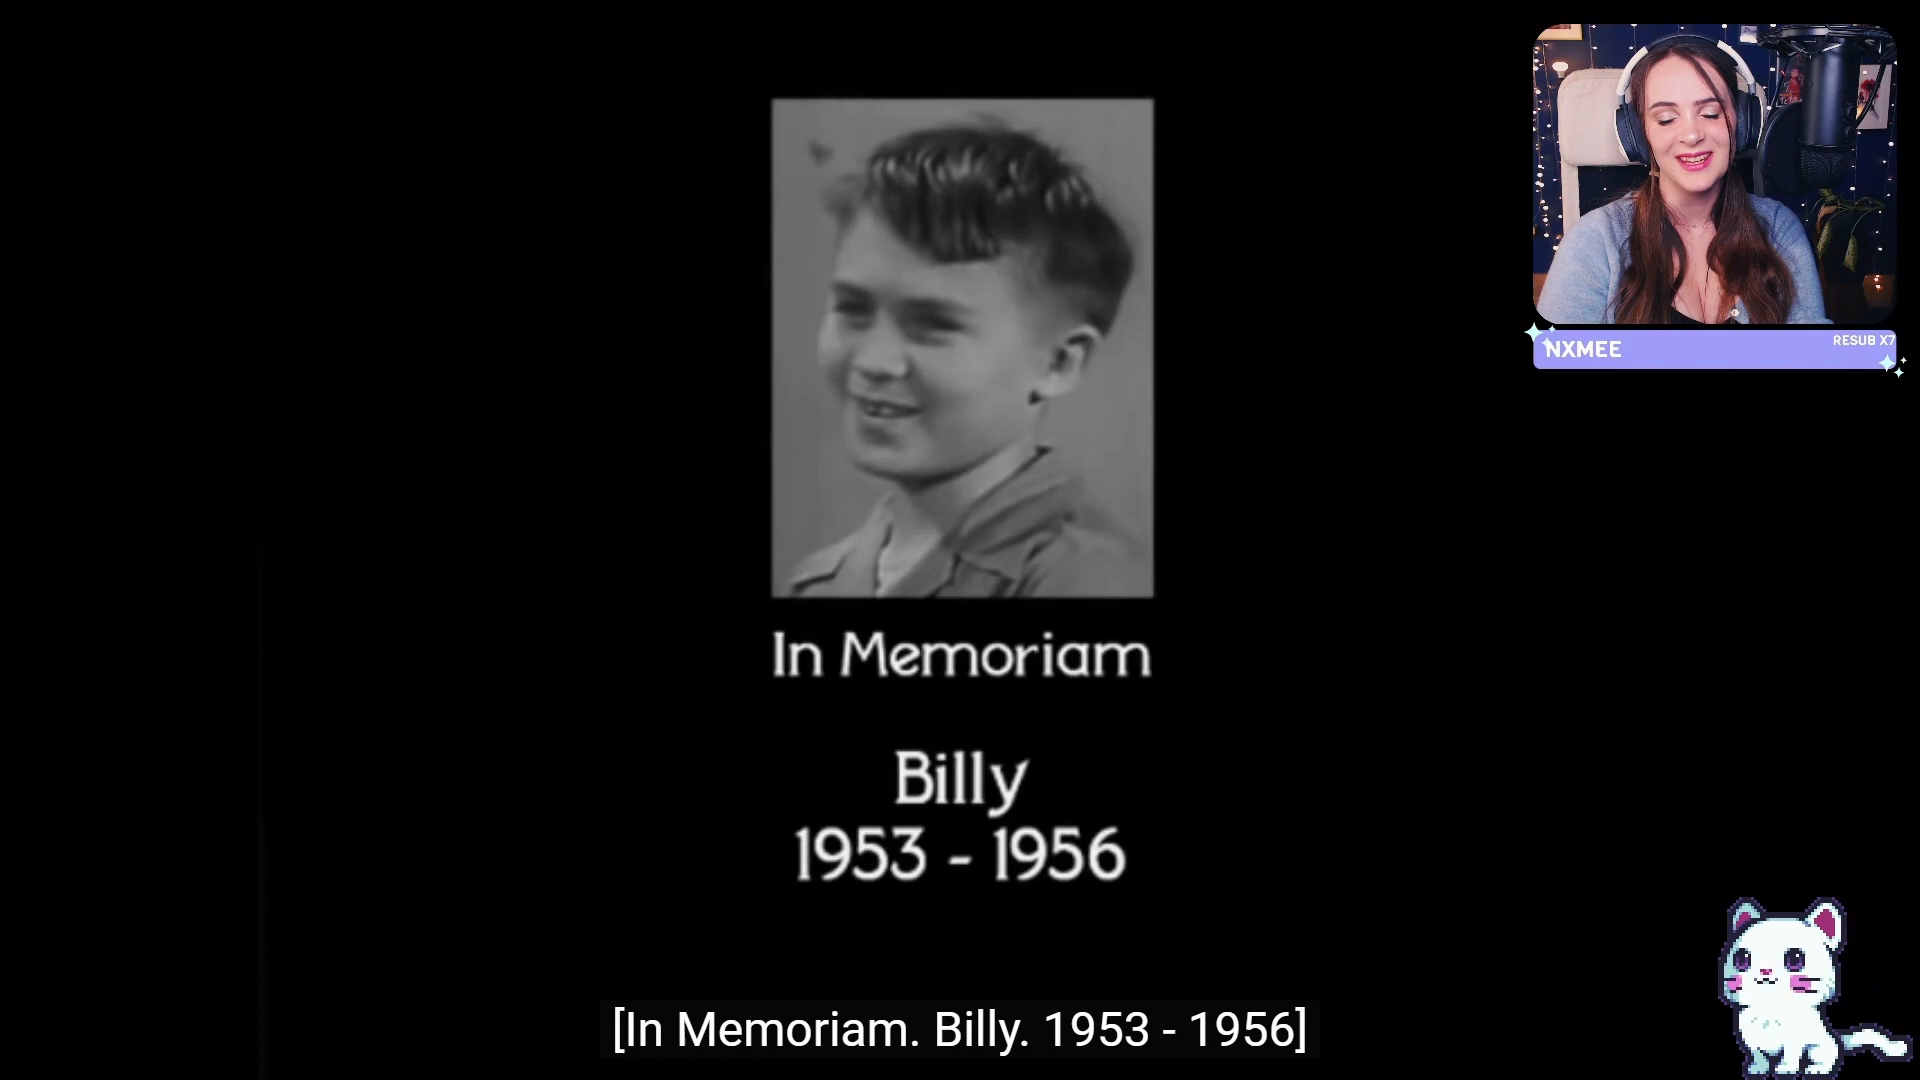 In Memoriam
Billy
1953 - 1956
[In Memoriam. Billy. 1953 - 1956]
NXMEE
RESUB X7